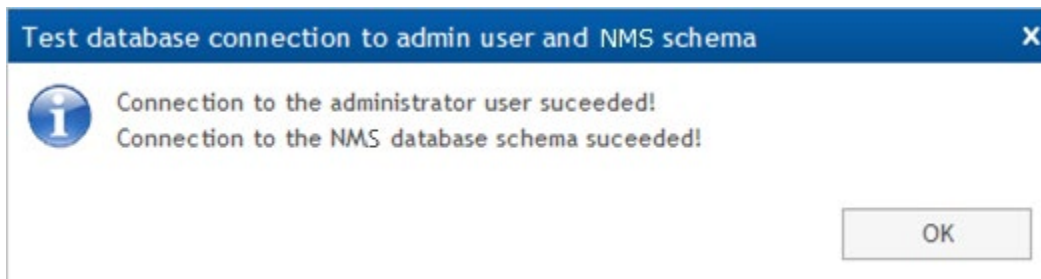 Test database connection to admin user and NMS schema X
Connection to the administrator user suceeded!
Connection to the NMS database schema suceeded!
OK